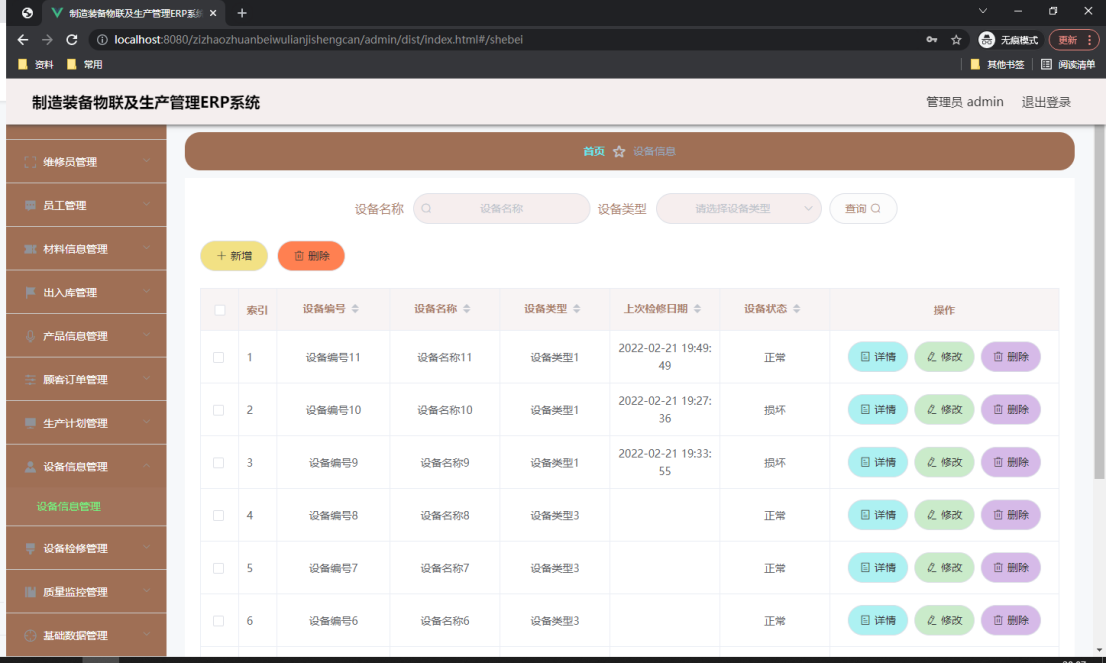 制造装备物联及生产管理ERP系统
localhost:8080/zizhaozhuanbeiwulianjishengcan/admin/dist/index.html#/shebei
无痕模式
更新
资料
常用
其他书签
阅读清单
制造装备物联及生产管理ERP系统
管理员 admin
退出登录
维修员管理
员工管理
材料信息管理
出入库管理
产品信息管理
顾客订单管理
生产计划管理
设备信息管理
设备信息管理
设备检修管理
质量监控管理
基础数据管理
首页 设备信息
设备名称 设备名称 设备类型 请选择设备类型 查询
新增 删除
索引 设备编号 设备名称 设备类型 上次检修日期 设备状态 操作
1 设备编号11 设备名称11 设备类型1 2022-02-21 19:49:
49 正常 详情 修改 删除
2 设备编号10 设备名称10 设备类型1 2022-02-21 19:27:
36 损坏 详情 修改 删除
3 设备编号9 设备名称9 设备类型1 2022-02-21 19:33:
55 损坏 详情 修改 删除
4 设备编号8 设备名称8 设备类型3 正常 详情 修改 删除
5 设备编号7 设备名称7 设备类型3 正常 详情 修改 删除
6 设备编号6 设备名称6 设备类型3 正常 详情 修改 删除